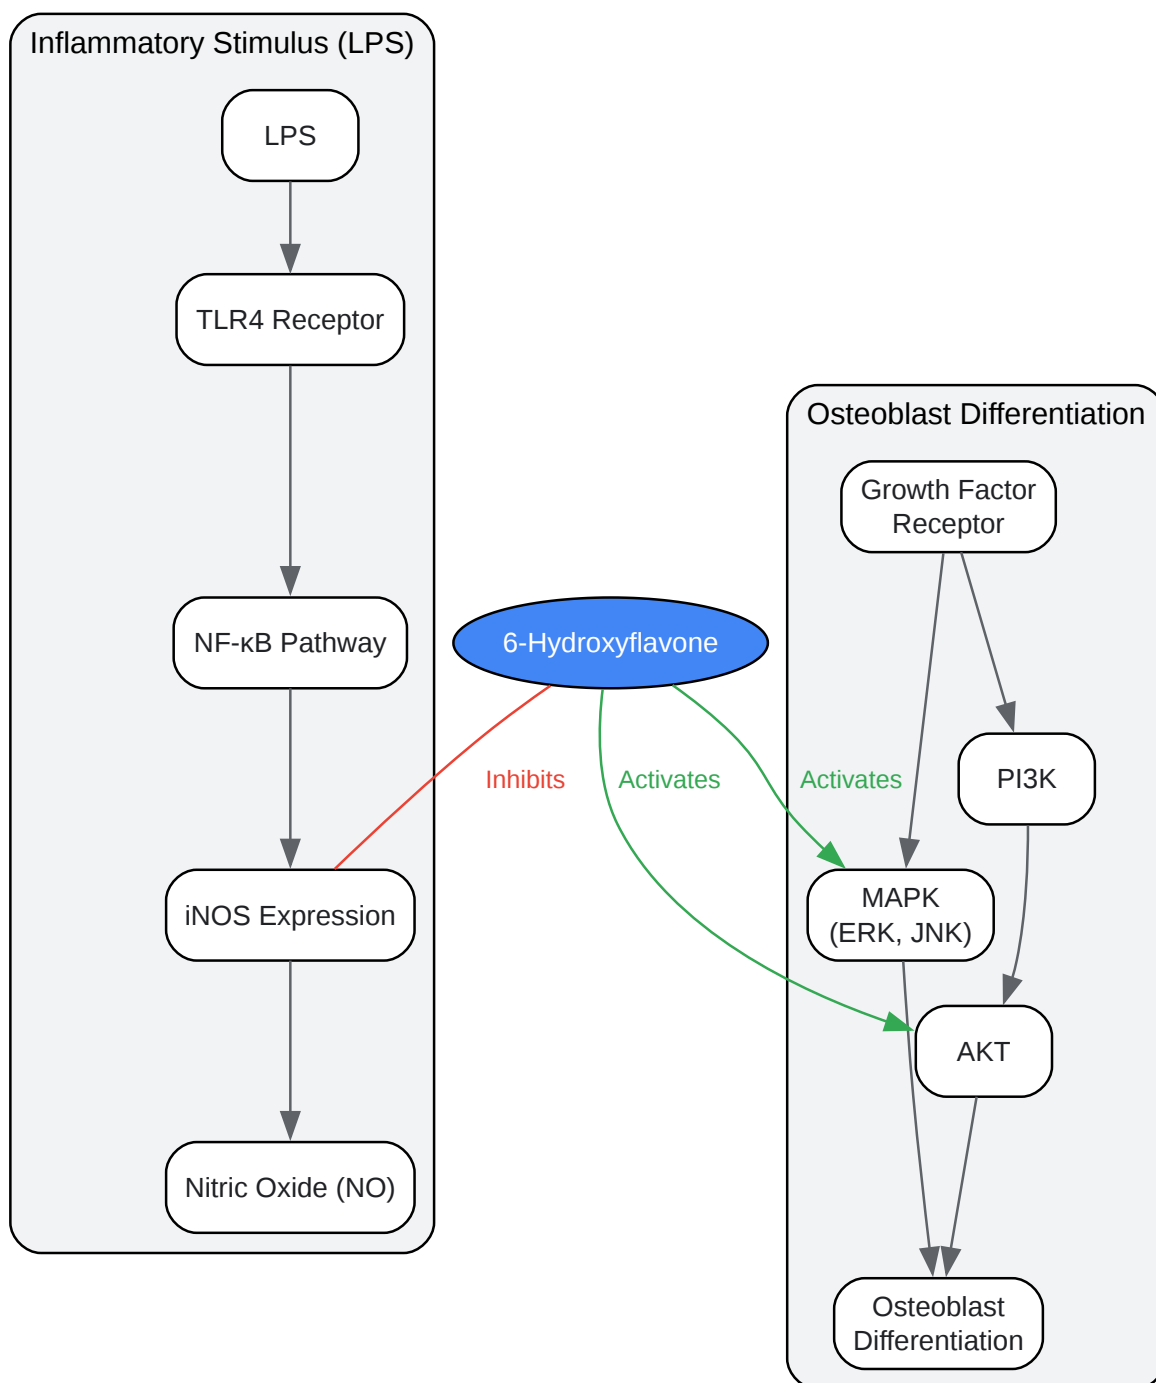 Inflammatory Stimulus (LPS)
LPS
TLR4 Receptor
NF-κB Pathway
iNOS Expression
Nitric Oxide (NO)
6-Hydroxyflavone
Inhibits
Activates
Activates
Osteoblast Differentiation
Growth Factor
Receptor
PI3K
MAPK
(ERK, JNK)
AKT
Osteoblast
Differentiation